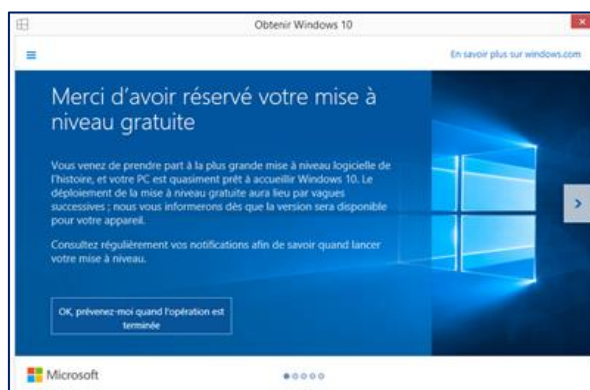 Obtenir Windows 10
En savoir plus sur windows.com
Merci d'avoir réservé votre mise à
niveau gratuite
Vous venez de prendre part à la plus grande mise à niveau logicielle de
l'histoire, et votre PC est quasiment prêt à accueillir Windows 10. Le
déploiement de la mise à niveau gratuite aura lieu par vagues
successives ; nous vous informerons dès que la version sera disponible
pour votre appareil.
Consultez régulièrement vos notifications afin de savoir quand lancer
votre mise à niveau.
OK, prévenez-moi quand l'opération est
terminée
Microsoft